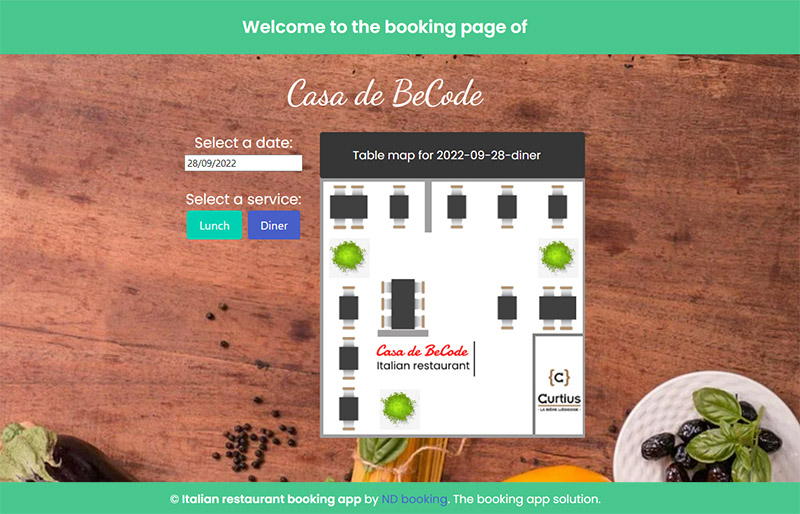 Welcome to the booking page of
Casa de BeCode
Select a date:
28/09/2022
Select a service:
Lunch Diner
Table map for 2022-09-28-diner
Casa de BeCode
Italian restaurant
{C}
Curtius
- LA BIÈRE LIÉGEOISE -
© Italian restaurant booking app by ND booking. The booking app solution.